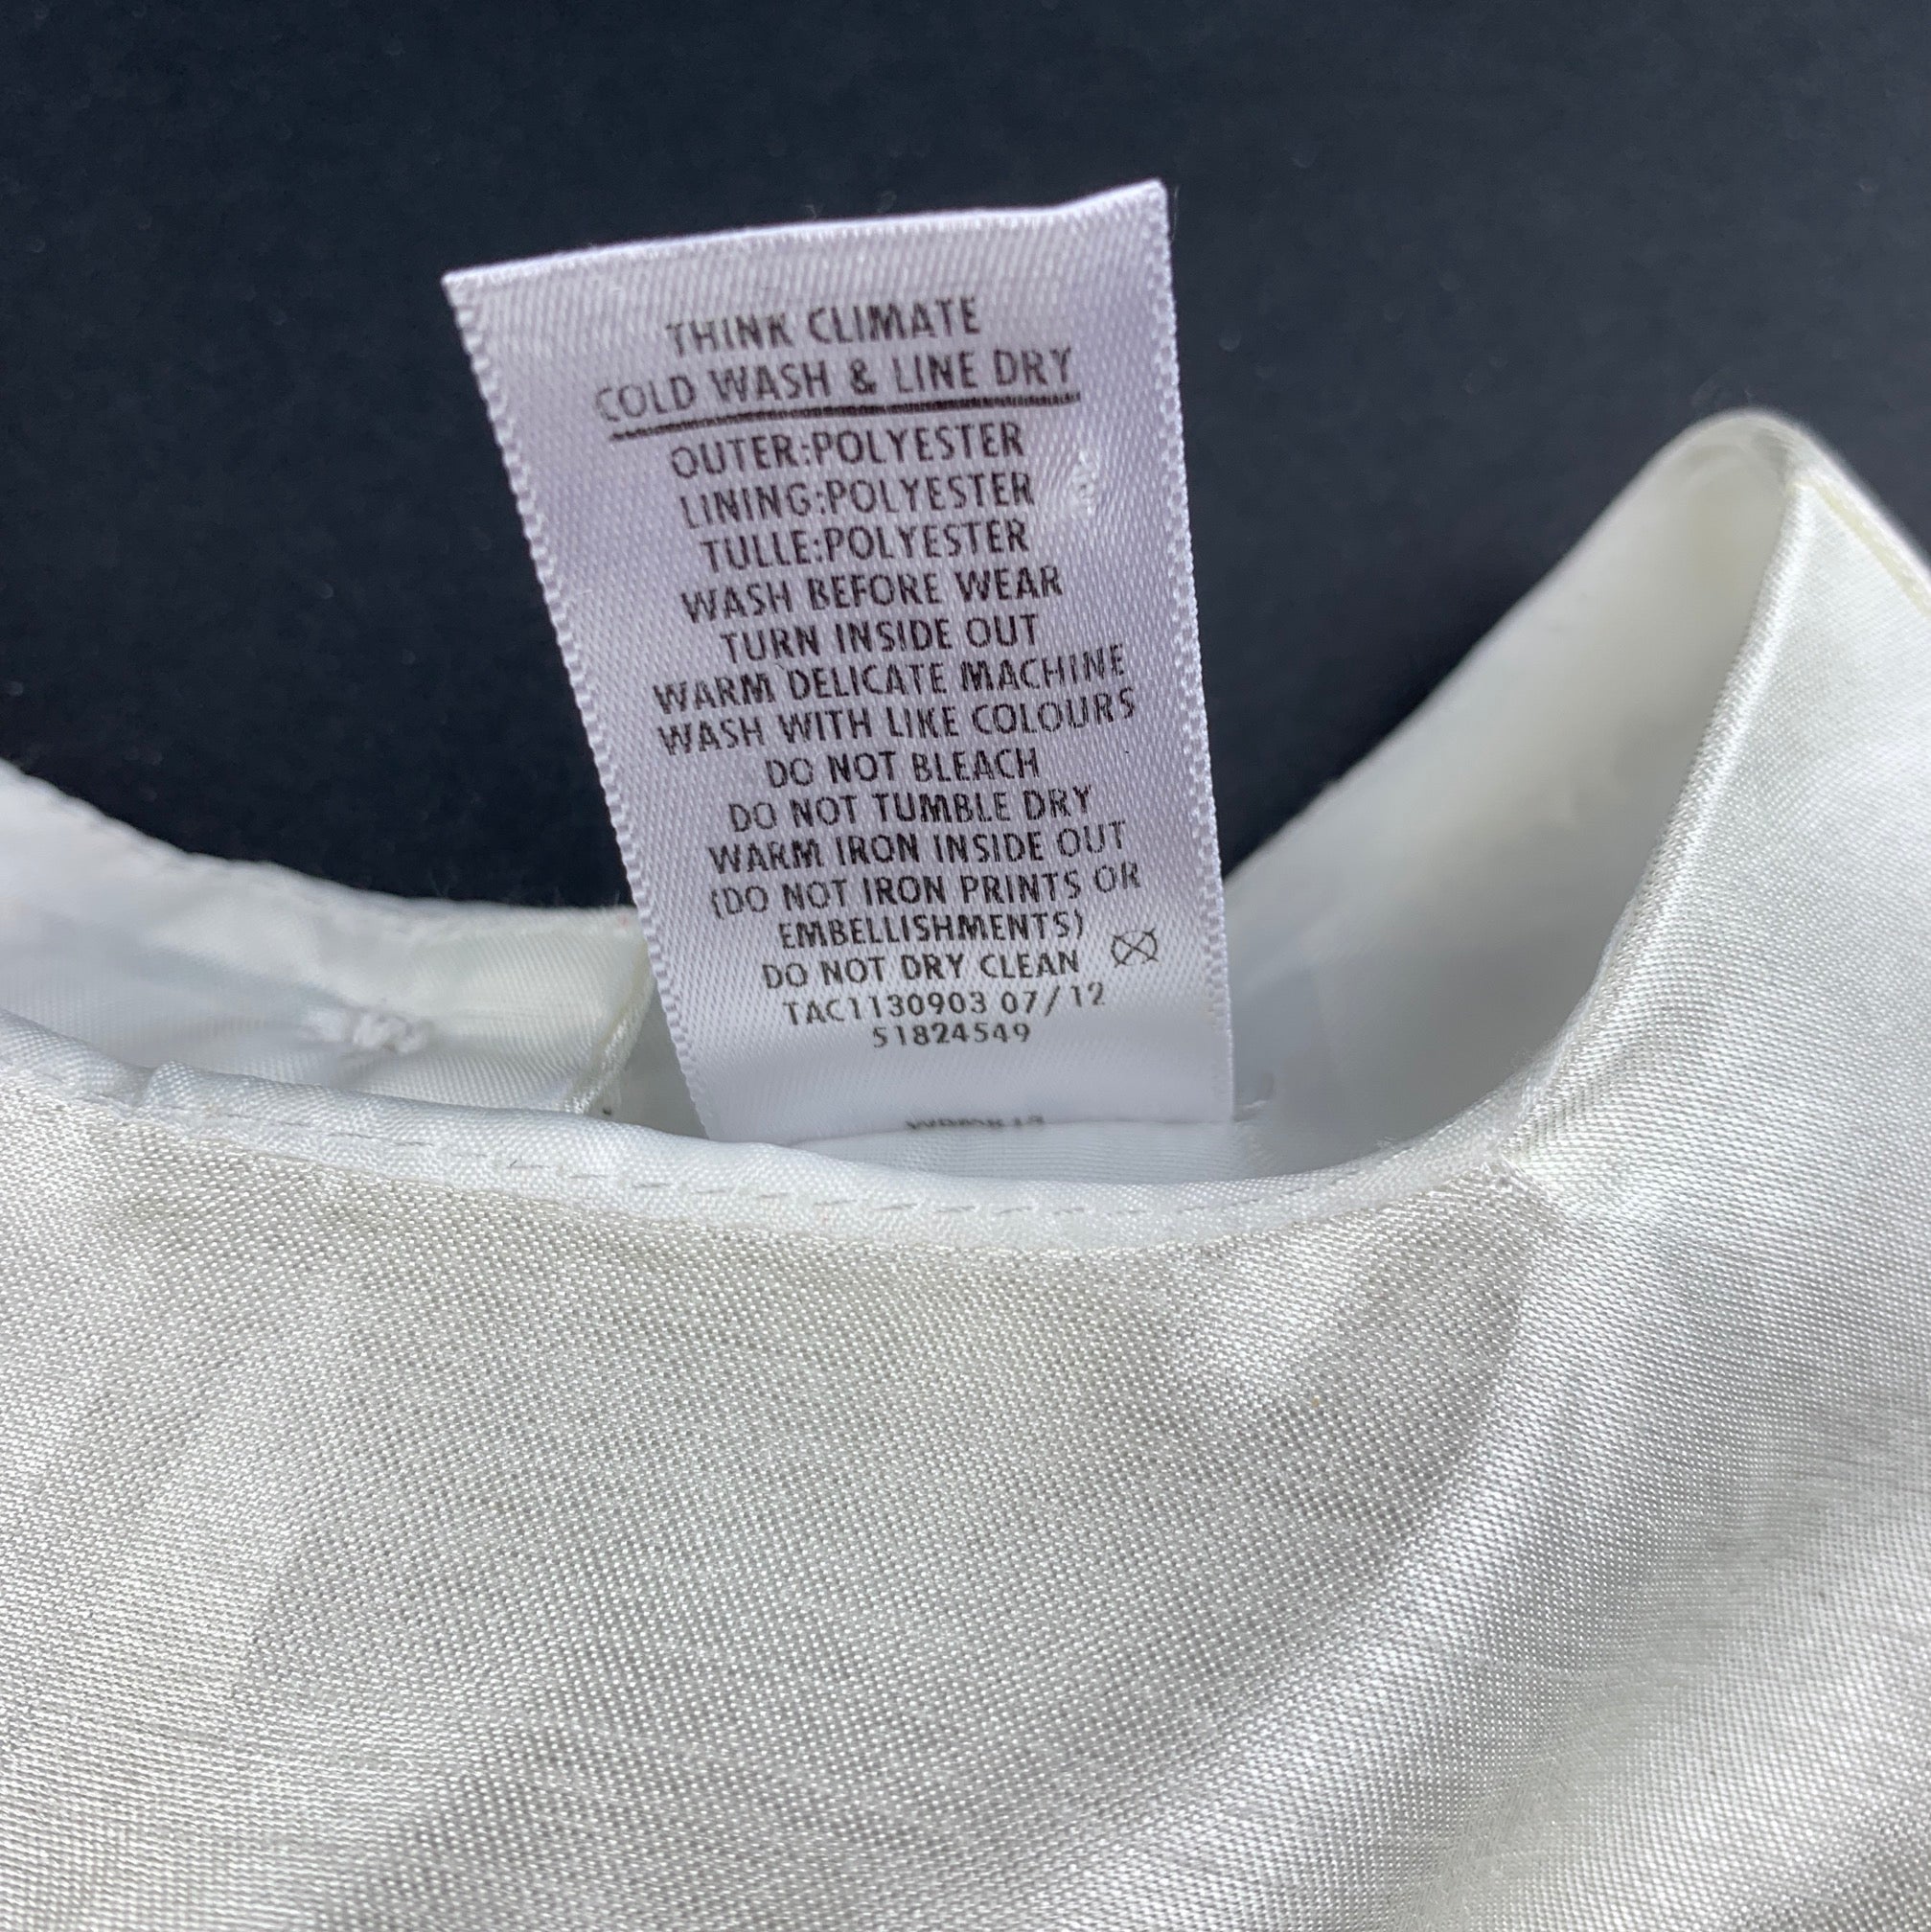 THINK CLIMATE
COLD WASH & LINE DRY
OUTER:POLYESTER
LINING:POLYESTER
TULLE:POLYESTER
WASH BEFORE WEAR
TURN INSIDE OUT
WARM DELICATE MACHINE
WASH WITH LIKE COLOURS
DO NOT BLEACH
DO NOT TUMBLE DRY
WARM IRON INSIDE OUT
(DO NOT IRON PRINTS OR
EMBELLISHMENTS)
DO NOT DRY CLEAN
TAC1130903 07/12
51824549